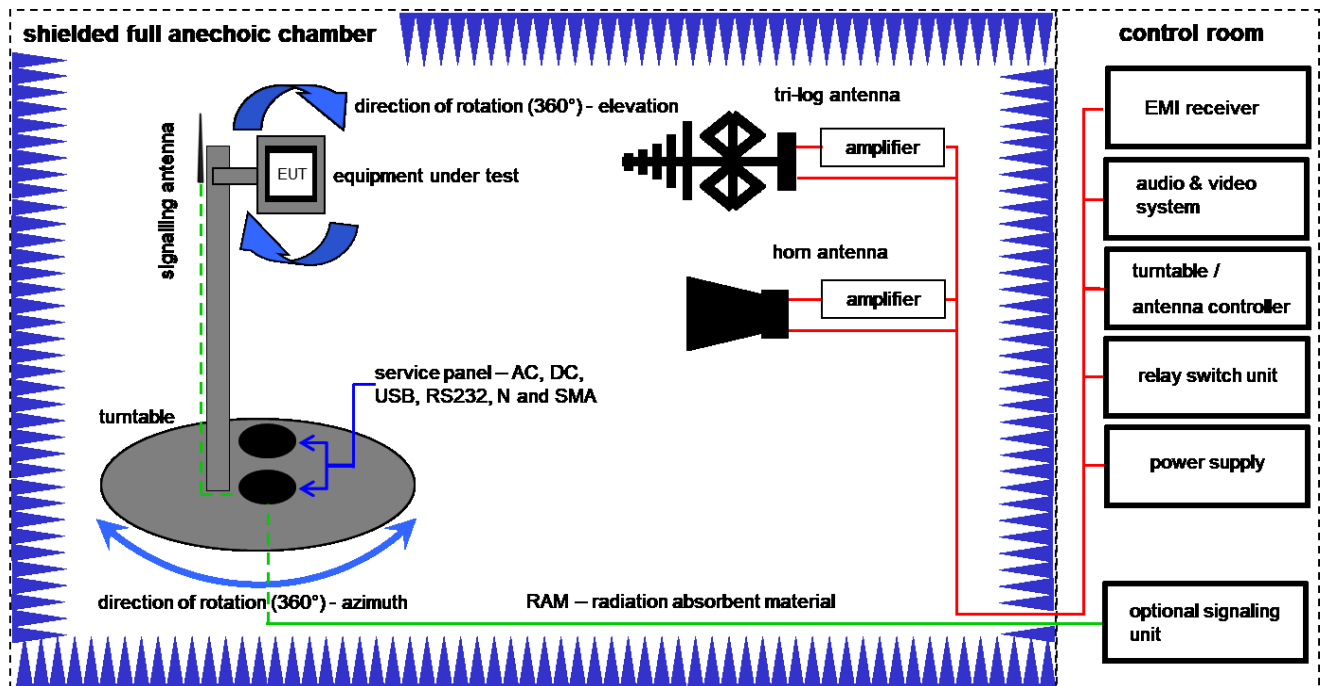 shielded full anechoic chamber
control room
direction of rotation (360°) - elevation
tri-log antenna
EMI receiver
signalling antenna
amplifier
EUT
equipment under test
audio & video
system
horn antenna
turntable /
antenna controller
amplifier
service panel – AC, DC,
USB, RS232, N and SMA
relay switch unit
turntable
power supply
direction of rotation (360°) - azimuth
RAM – radiation absorbent material
optional signaling
unit